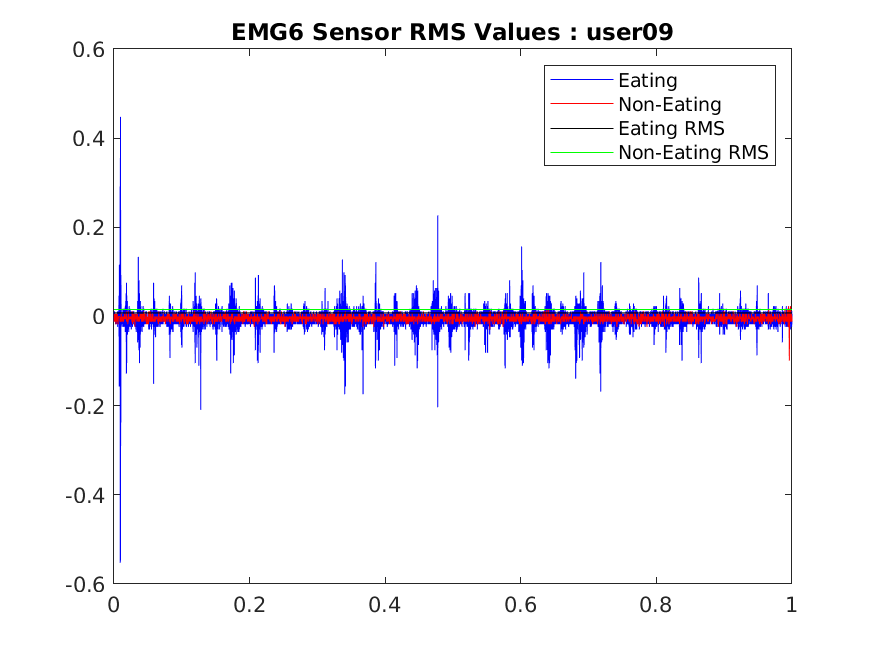 EMG6 Sensor RMS Values : user09
0.6
0.4
0.2
0
-0.2
-0.4
-0.6
Eating
Non-Eating
Eating RMS
Non-Eating RMS
0 0.2 0.4 0.6 0.8 1